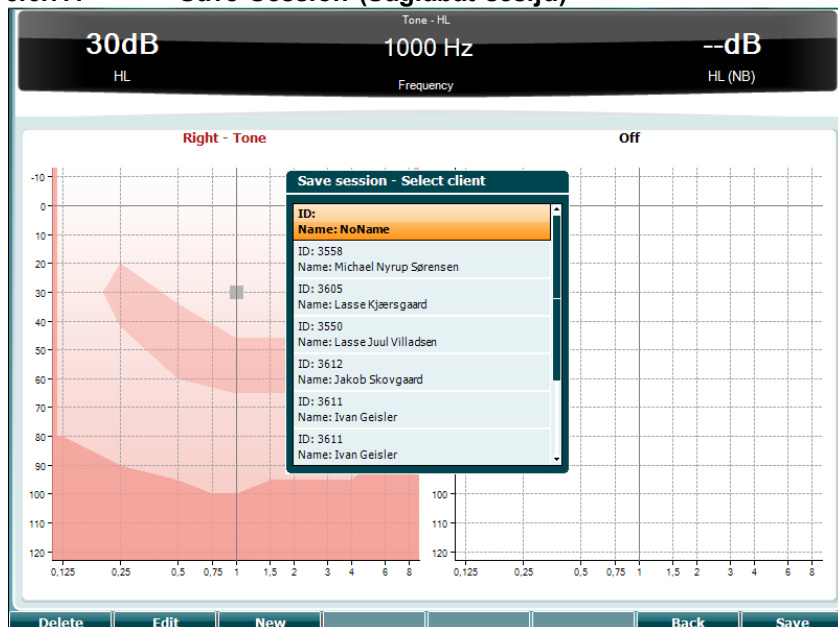 Save Session (Saglabāt sesiju)
Tone - HL
30dB
1000 Hz
--dB
HL
HL (NB)
Frequency
Right - Tone
Off
Save session - Select client
ID:
Name: NoName
ID: 3558
Name: Michael Nyrup Sørensen
ID: 3605
Name: Lasse Kjærsgaard
ID: 3550
Name: Lasse Juul Villadsen
ID: 3612
Name: Jakob Skovgaard
ID: 3611
Name: Ivan Geisler
ID: 3611
Name: Ivan Geisler
-10
0
10
20
30
40
50
60
70
80
90
100
110
120
100
110
120
0,125 0,25 0,5 0,75 1 1,5 2 3 4 6 8
0,125 0,25 0,5 0,75 1 1,5 2 3 4 6 8
Delete Edit New Back Save